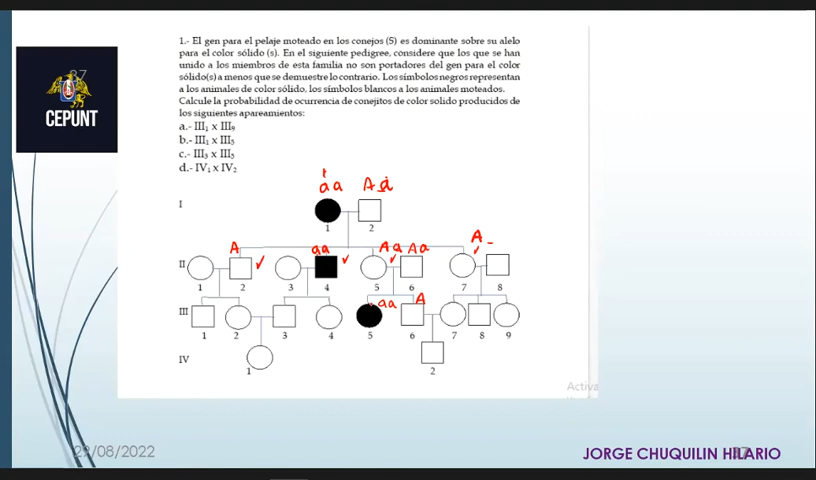 1.- El gen para el pelaje moteado en los conejos (S) es dominante sobre su alelo
para el color sólido (s). En el siguiente pedigree, considere que los que se han
unido a los miembros de esta familia no son portadores del gen para el color
sólido(s) a menos que se demuestre lo contrario. Los símbolos negros representan
a los animales de color sólido, los símbolos blancos a los animales moteados.
Calcule la probabilidad de ocurrencia de conejitos de color solido producidos de
los siguientes apareamientos:
a.- III₁ x III₉
b.- III₁ x III₅
c.- III₃ x III₅
d.- IV₁ x IV₂
CEPUNT
aa Aa
I
1 2
A aa Aa Aa A -
II
1 2 3 4 5 6 7 8
aa A
III
1 2 3 4 5 6 7 8 9
IV
1 2
Activa
29/08/2022
JORGE CHUQUILIN HILARIO